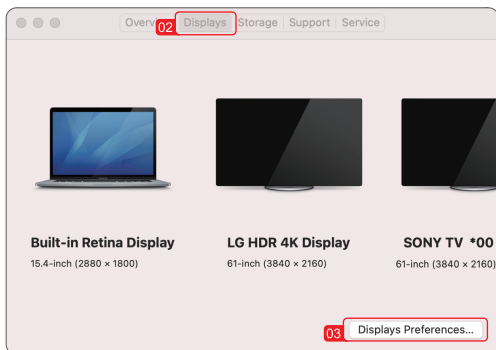 Overvi 02 Displays Storage Support Service
Built-in Retina Display LG HDR 4K Display SONY TV *00
15.4-inch (2880 × 1800) 61-inch (3840 × 2160) 61-inch (3840 × 2160)
03 Displays Preferences...